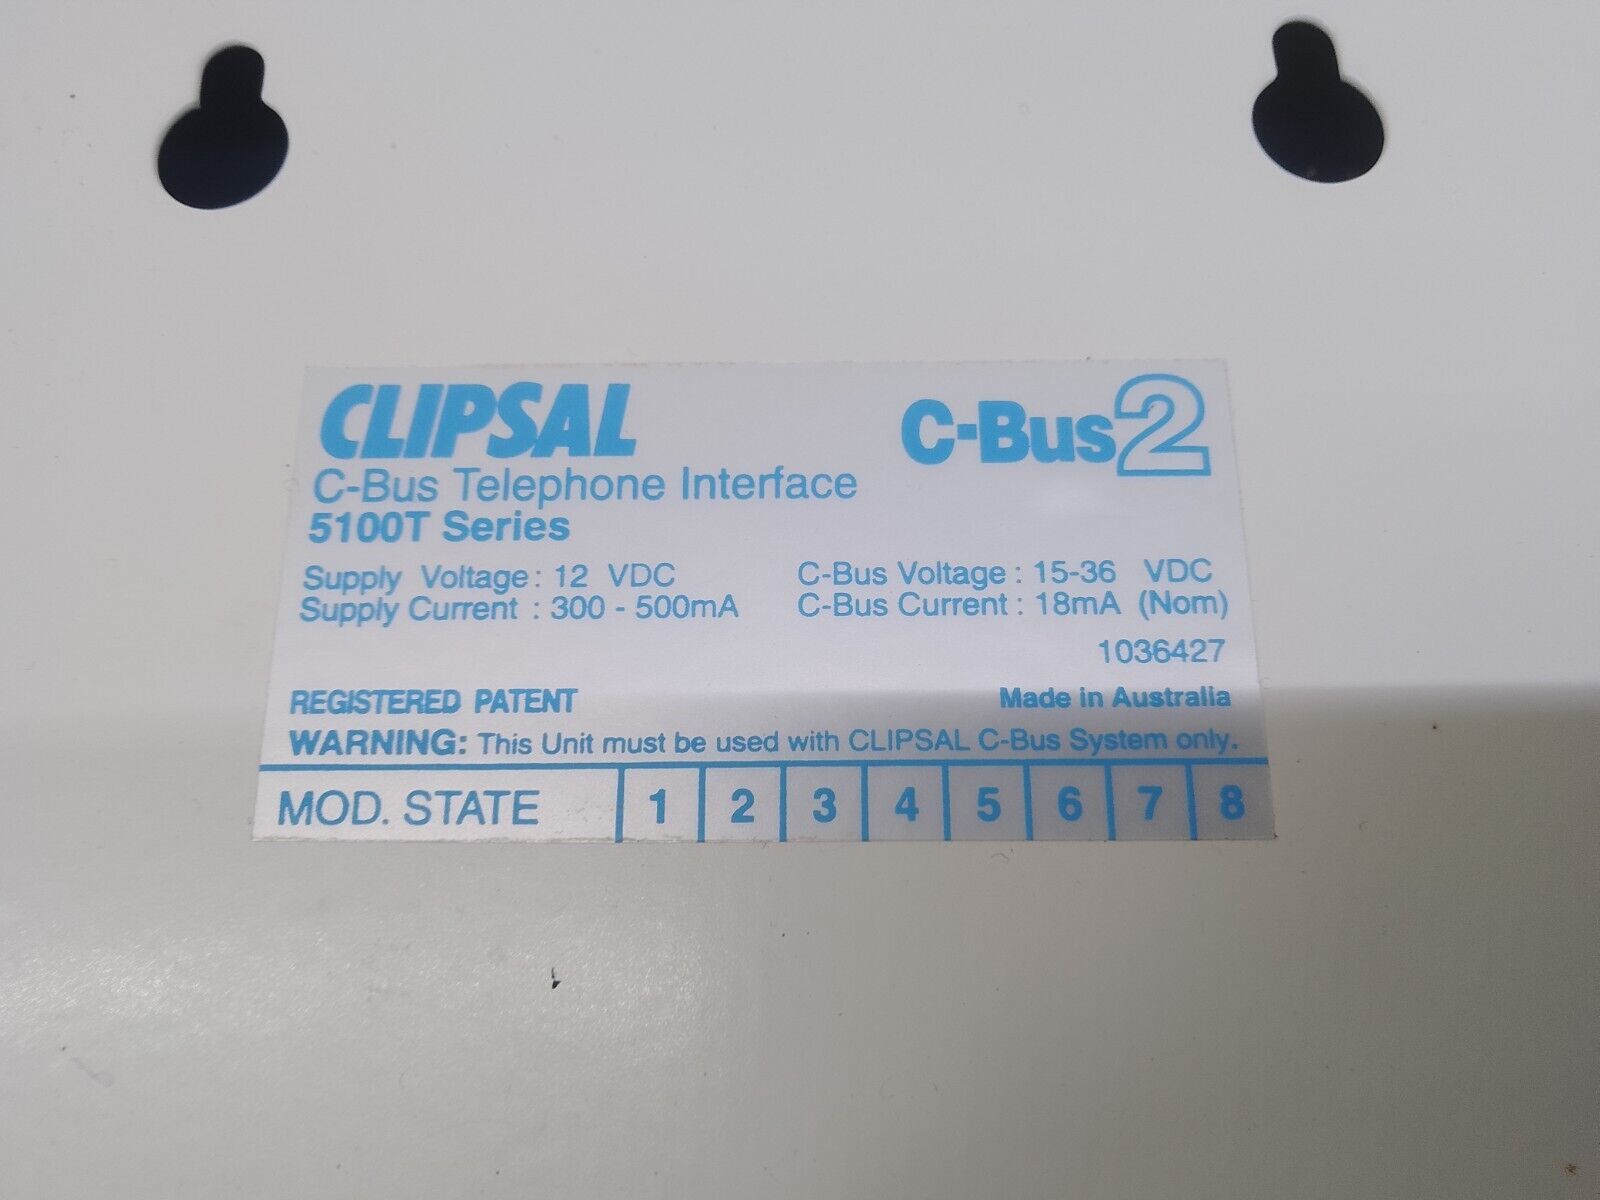 CLIPSAL C-Bus2
C-Bus Telephone Interface
5100T Series
Supply Voltage: 12 VDC C-Bus Voltage : 15-36 VDC
Supply Current : 300 - 500mA C-Bus Current : 18mA (Nom)
1036427
REGISTERED PATENT Made in Australia
WARNING: This Unit must be used with CLIPSAL C-Bus System only.
MOD. STATE 1 2 3 4 5 6 7 8